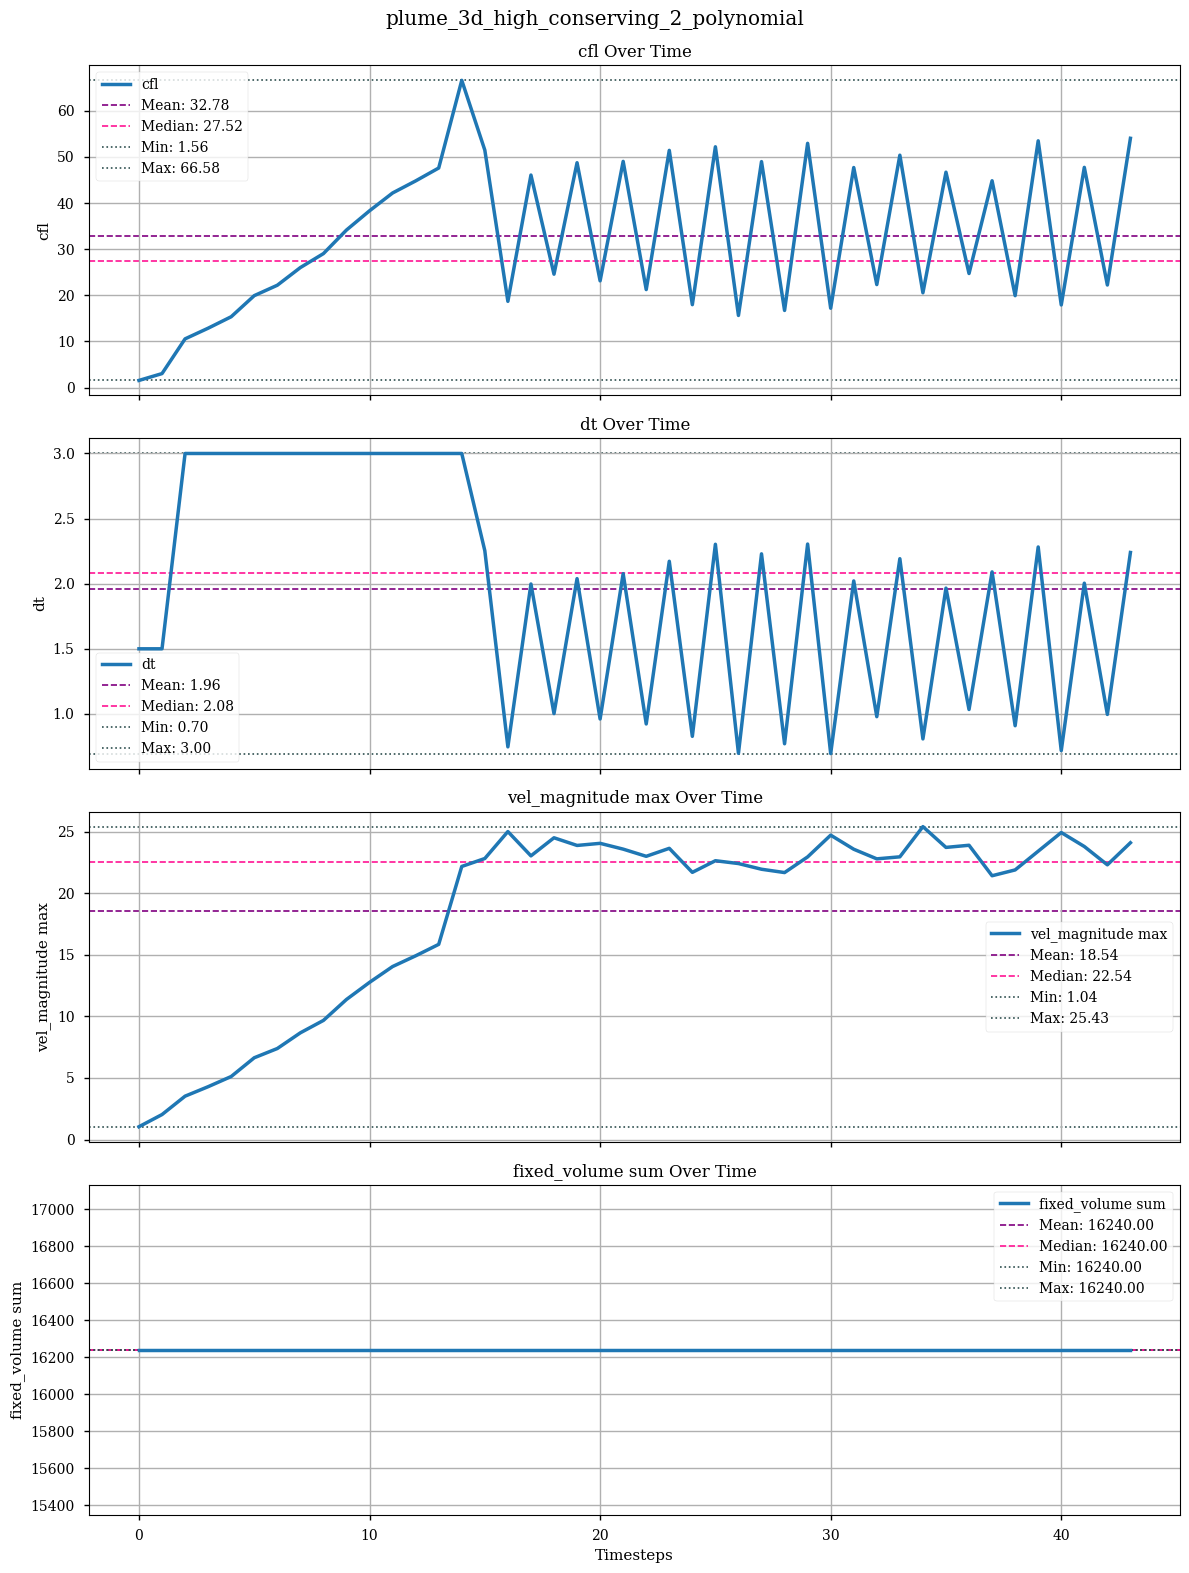 plume_3d_high_conserving_2_polynomial
cfl Over Time
cfl
60
50
40
30
20
10
0
cfl
Mean: 32.78
Median: 27.52
Min: 1.56
Max: 66.58
dt Over Time
dt
3.0
2.5
2.0
1.5
1.0
dt
Mean: 1.96
Median: 2.08
Min: 0.70
Max: 3.00
vel_magnitude max Over Time
vel_magnitude max
25
20
15
10
5
0
vel_magnitude max
Mean: 18.54
Median: 22.54
Min: 1.04
Max: 25.43
fixed_volume sum Over Time
fixed_volume sum
17000
16800
16600
16400
16200
16000
15800
15600
15400
fixed_volume sum
Mean: 16240.00
Median: 16240.00
Min: 16240.00
Max: 16240.00
0 10 20 30 40
Timesteps